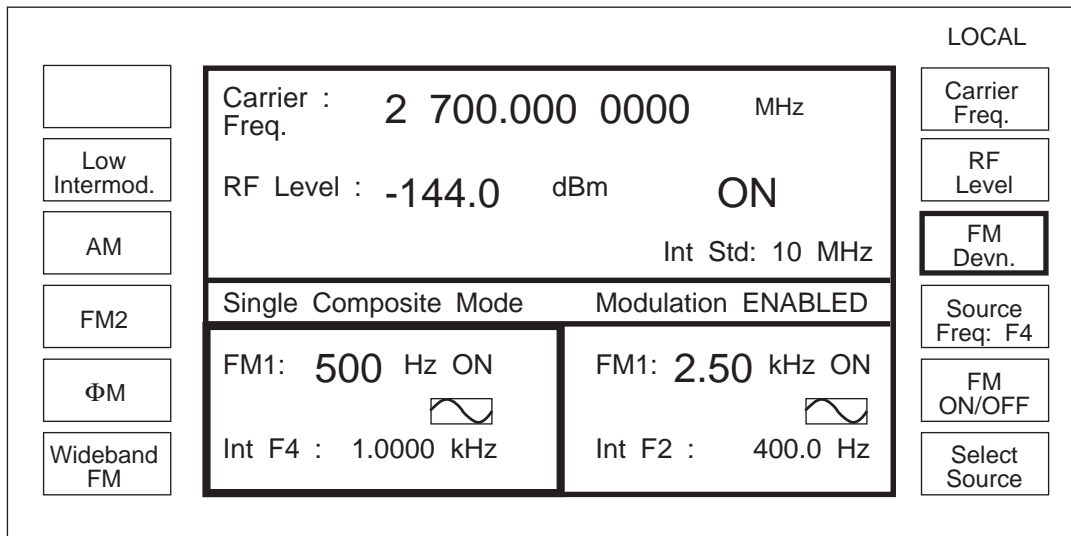 LOCAL
Low
Intermod.
AM
FM2
ΦM
Wideband
FM
Carrier :
Freq.
2 700.000 0000 MHz
RF Level : -144.0 dBm ON
Int Std: 10 MHz
Single Composite Mode Modulation ENABLED
FM1: 500 Hz ON
Int F4 : 1.0000 kHz
FM1: 2.50 kHz ON
Int F2 : 400.0 Hz
Carrier
Freq.
RF
Level
FM
Devn.
Source
Freq: F4
FM
ON/OFF
Select
Source